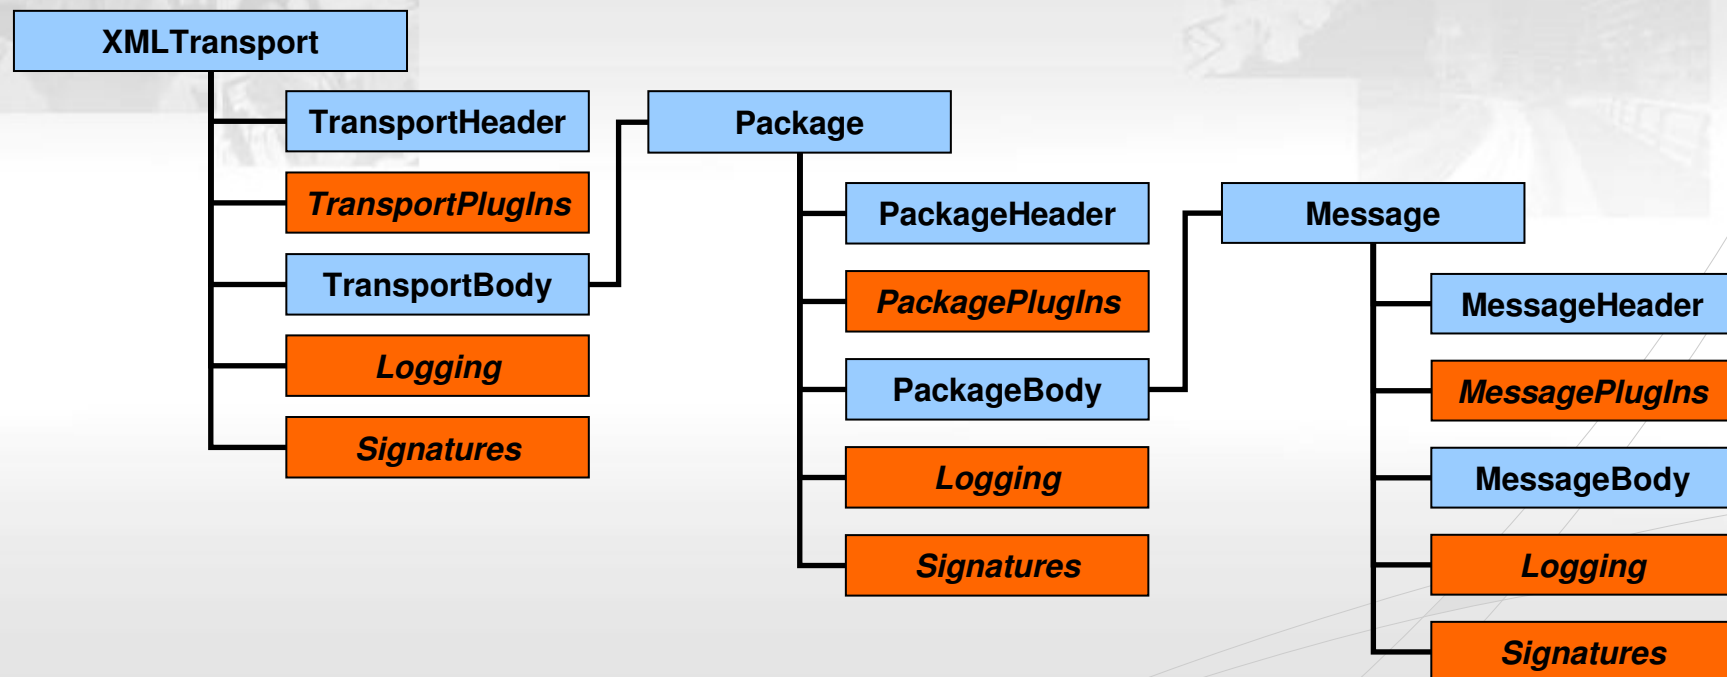 XMLTransport
TransportHeader
TransportPlugIns
TransportBody
Logging
Signatures
Package
PackageHeader
PackagePlugIns
PackageBody
Logging
Signatures
Message
MessageHeader
MessagePlugIns
MessageBody
Logging
Signatures